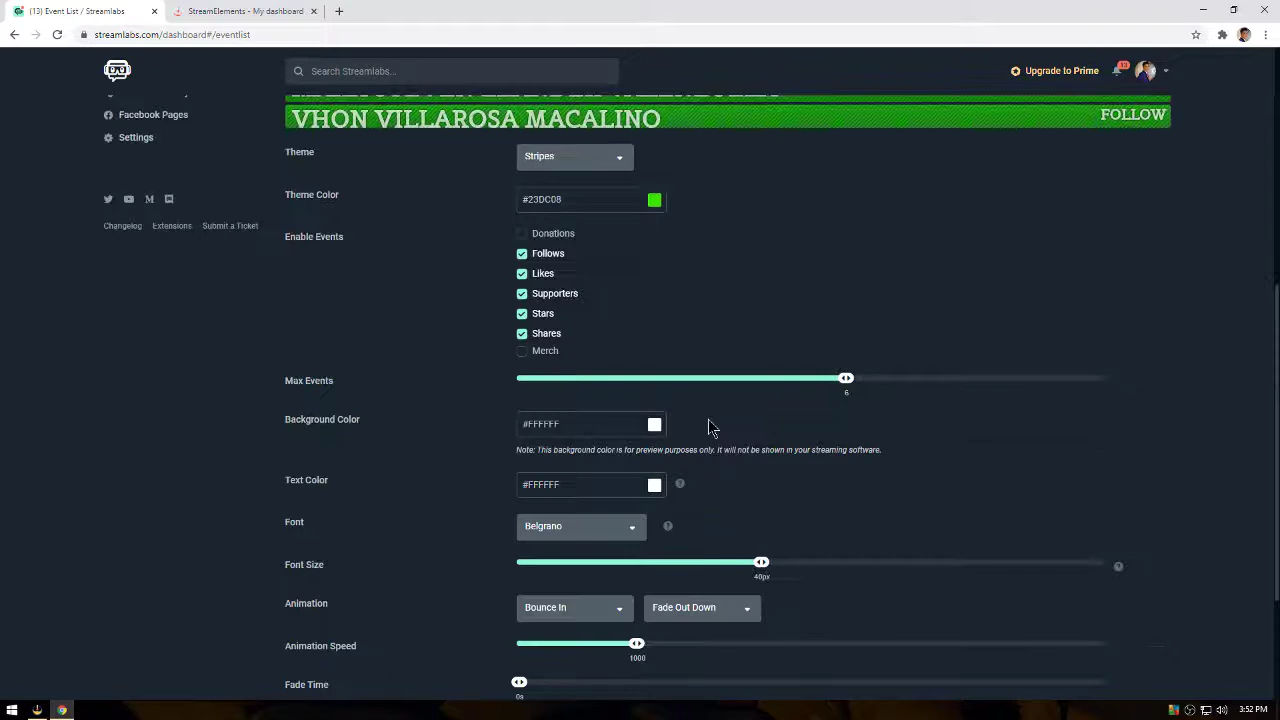 (13) Event List / Streamlabs
StreamElements - My dashboard
streamlabs.com/dashboard#/eventlist
Search Streamlabs...
Upgrade to Prime
13
Facebook Pages
Settings
VHON VILLAROSA MACALINO
FOLLOW
Theme
Stripes
Theme Color
#23DC08
Enable Events
Donations
Follows
Likes
Supporters
Stars
Shares
Merch
Changelog
Extensions
Submit a Ticket
Max Events
6
Background Color
#FFFFFF
Note: This background color is for preview purposes only. It will not be shown in your streaming software.
Text Color
#FFFFFF
Font
Belgrano
Font Size
40px
Animation
Bounce In
Fade Out Down
Animation Speed
1000
Fade Time
0s
3:52 PM